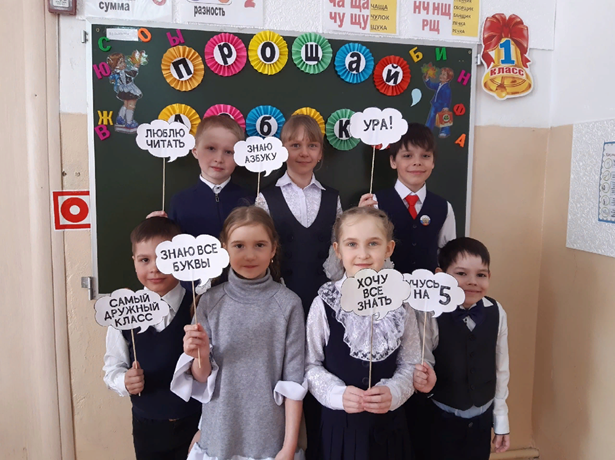 сумма
разность
ча ща
чу щу
ЧАЩА
нч нщ
рщ
прощай
1
КЛАСС
ЛЮБЛЮ
ЧИТАТЬ
ЗНАЮ
АЗБУКУ
УРА!
ЗНАЮ ВСЕ
БУКВЫ
САМЫЙ
ДРУЖНЫЙ
КЛАСС
ХОЧУ
ВСЕ
ЗНАТЬ
УЧУСЬ
НА 5